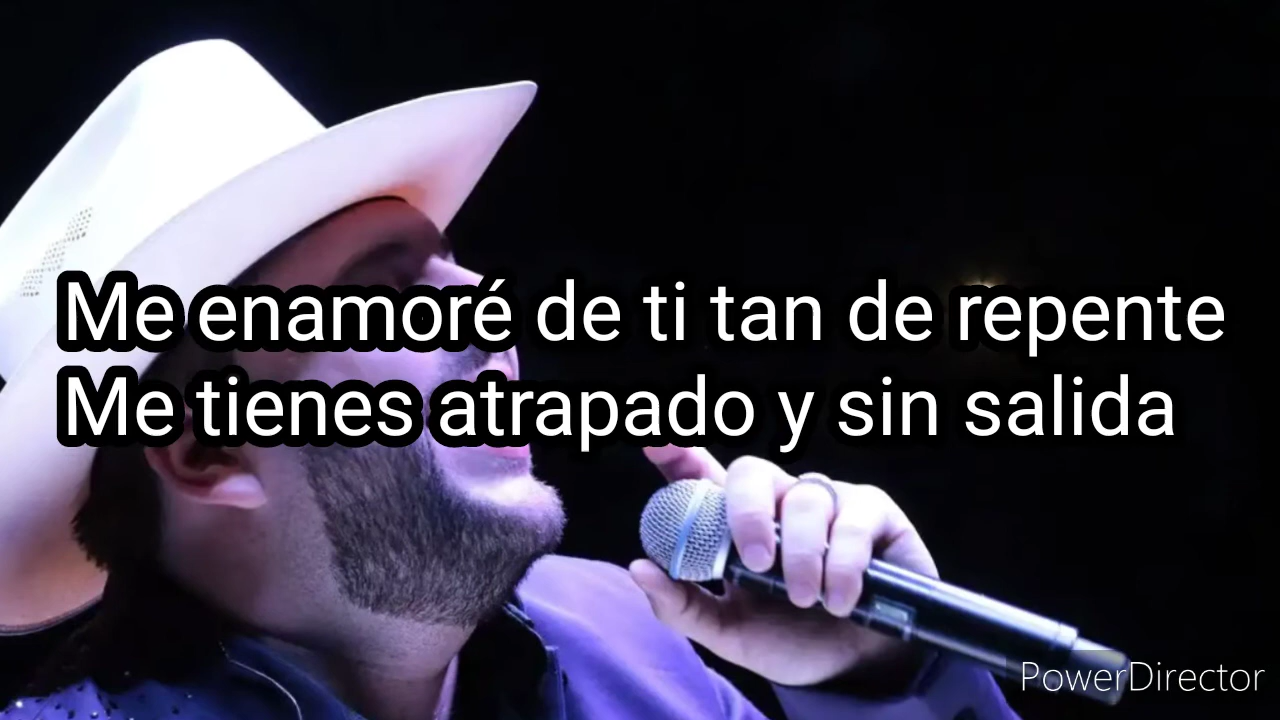 Me enamoré de ti tan de repente
Me tienes atrapado y sin salida
PowerDirector